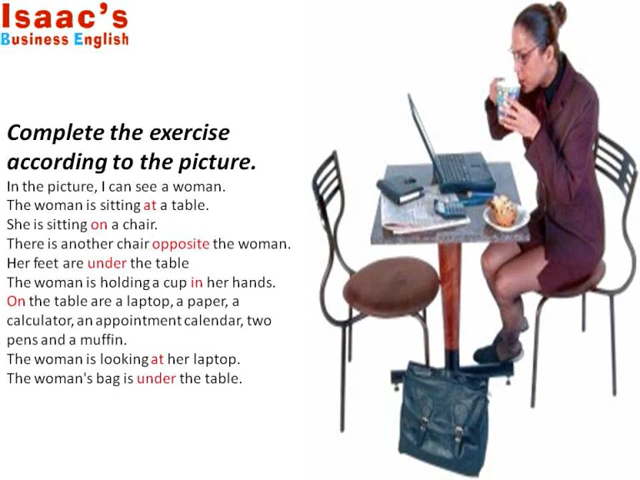 Isaac's
Business English
Complete the exercise
according to the picture.
In the picture, I can see a woman.
The woman is sitting at a table.
She is sitting on a chair.
There is another chair opposite the woman.
Her feet are under the table
The woman is holding a cup in her hands.
On the table are a laptop, a paper, a
calculator, an appointment calendar, two
pens and a muffin.
The woman is looking at her laptop.
The woman's bag is under the table.